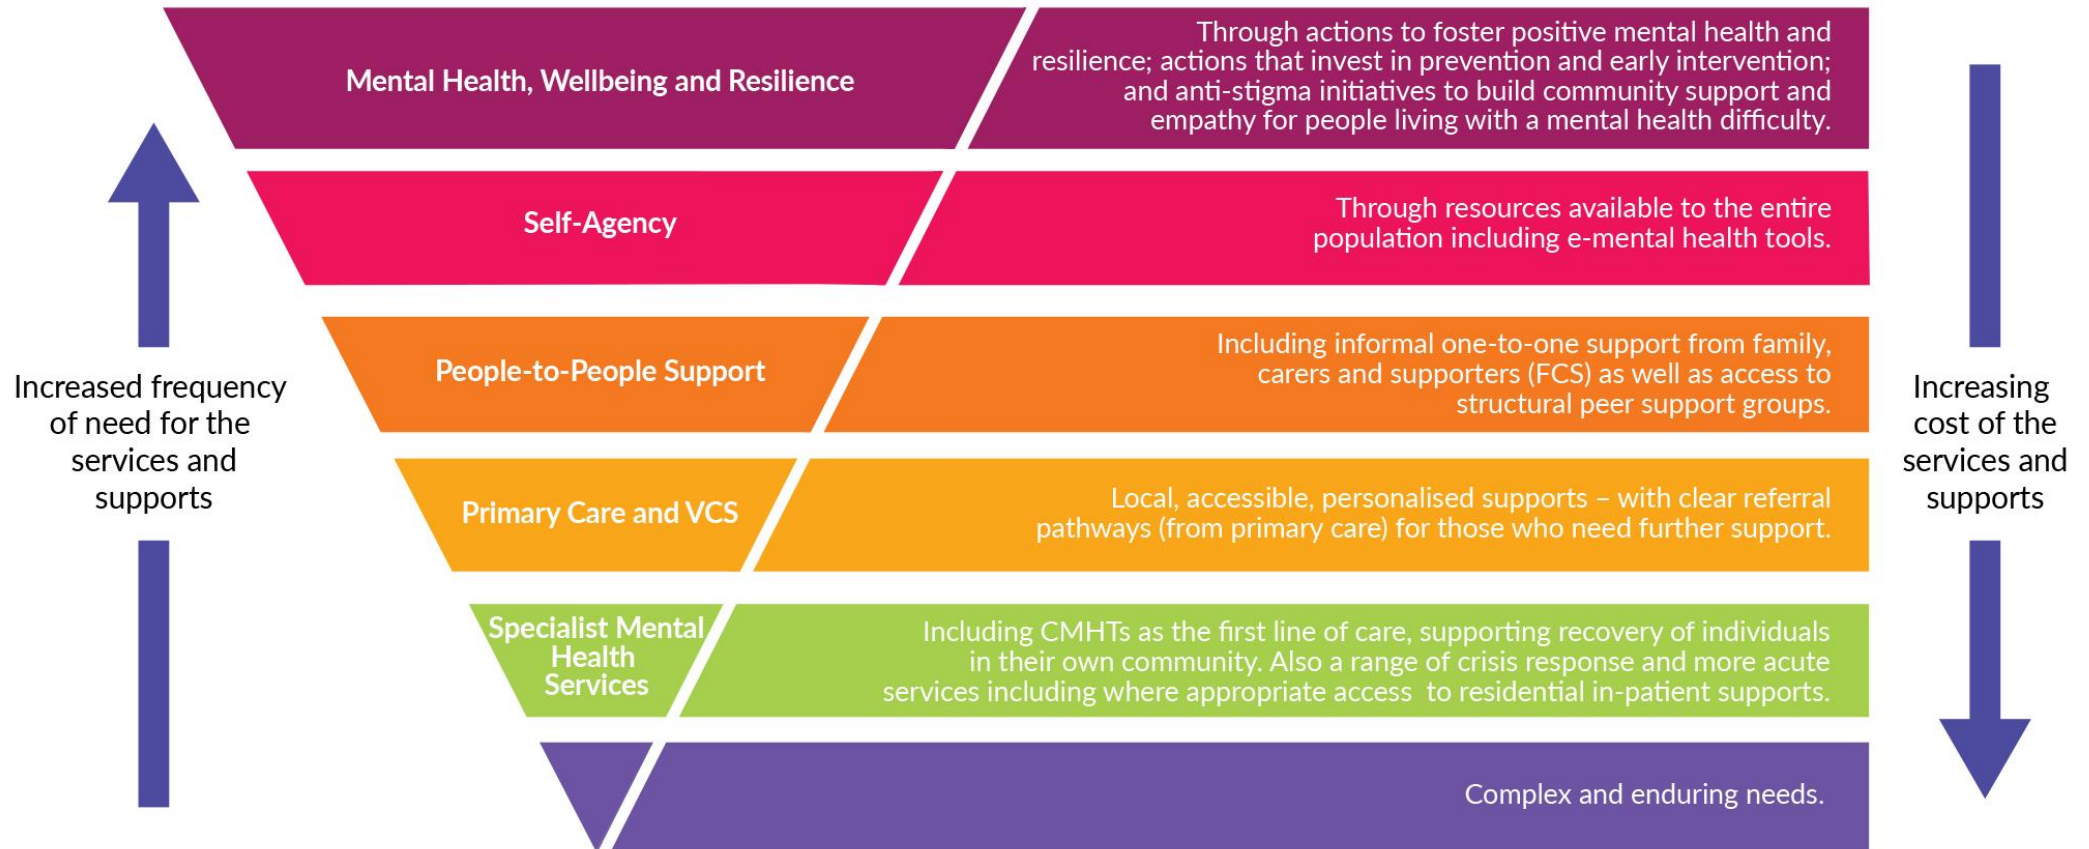 Mental Health, Wellbeing and Resilience
Through actions to foster positive mental health and
resilience; actions that invest in prevention and early intervention;
and anti-stigma initiatives to build community support and
empathy for people living with a mental health difficulty.
Self-Agency
Through resources available to the entire
population including e-mental health tools.
People-to-People Support
Including informal one-to-one support from family,
carers and supporters (FCS) as well as access to
structural peer support groups.
Primary Care and VCS
Local, accessible, personalised supports – with clear referral
pathways (from primary care) for those who need further support.
Specialist Mental
Health
Services
Including CMHTs as the first line of care, supporting recovery of individuals
in their own community. Also a range of crisis response and more acute
services including where appropriate access to residential in-patient supports.
Complex and enduring needs.
Increased frequency
of need for the
services and
supports
Increasing
cost of the
services and
supports